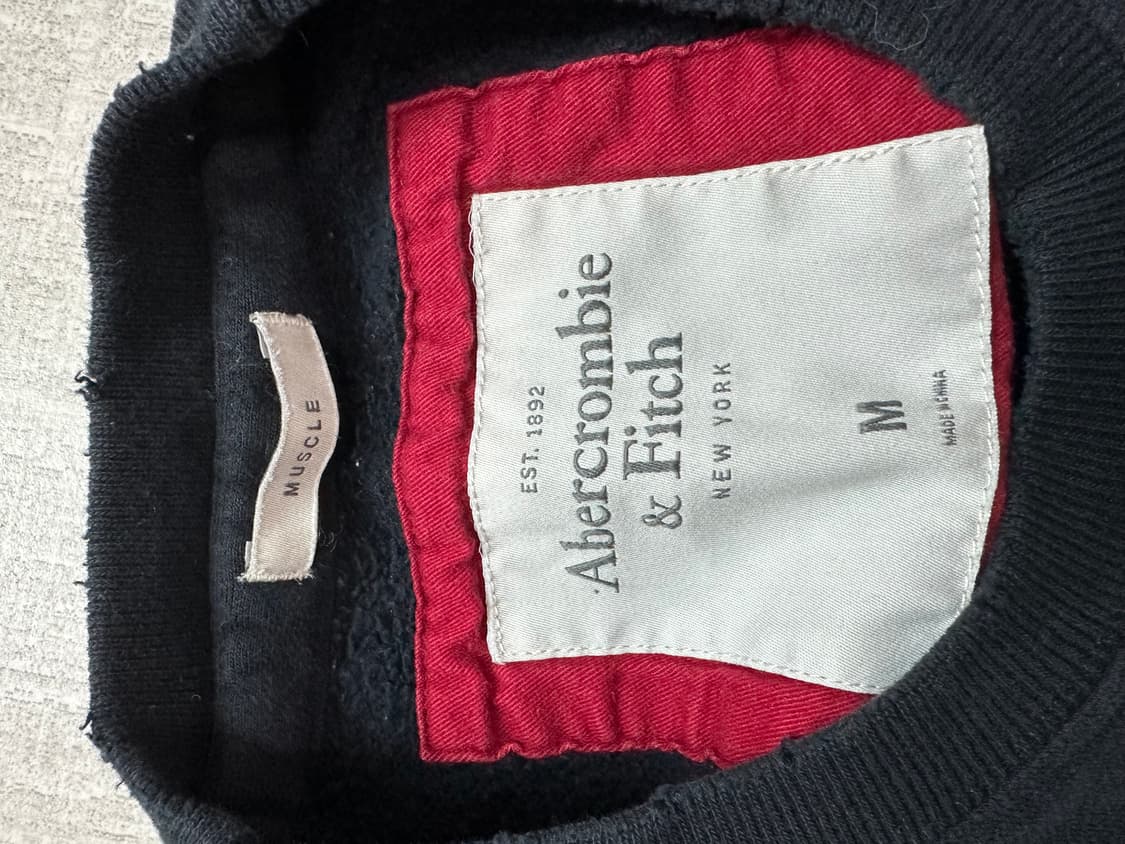 MUSCLE
EST. 1892
Abercrombie
& Fitch
NEW YORK
M
MADE IN CHINA